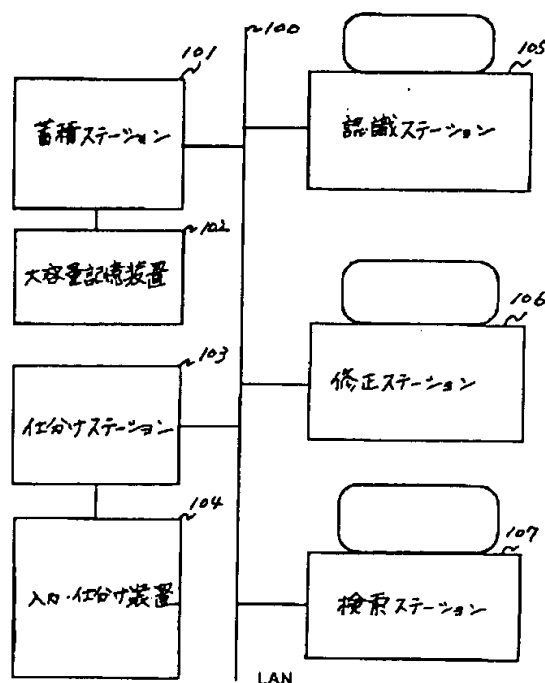 100
101
蓄積ステーション
102
大容量記憶装置
103
仕分けステーション
104
入力・仕分け装置
105
認識ステーション
106
修正ステーション
107
検索ステーション
LAN